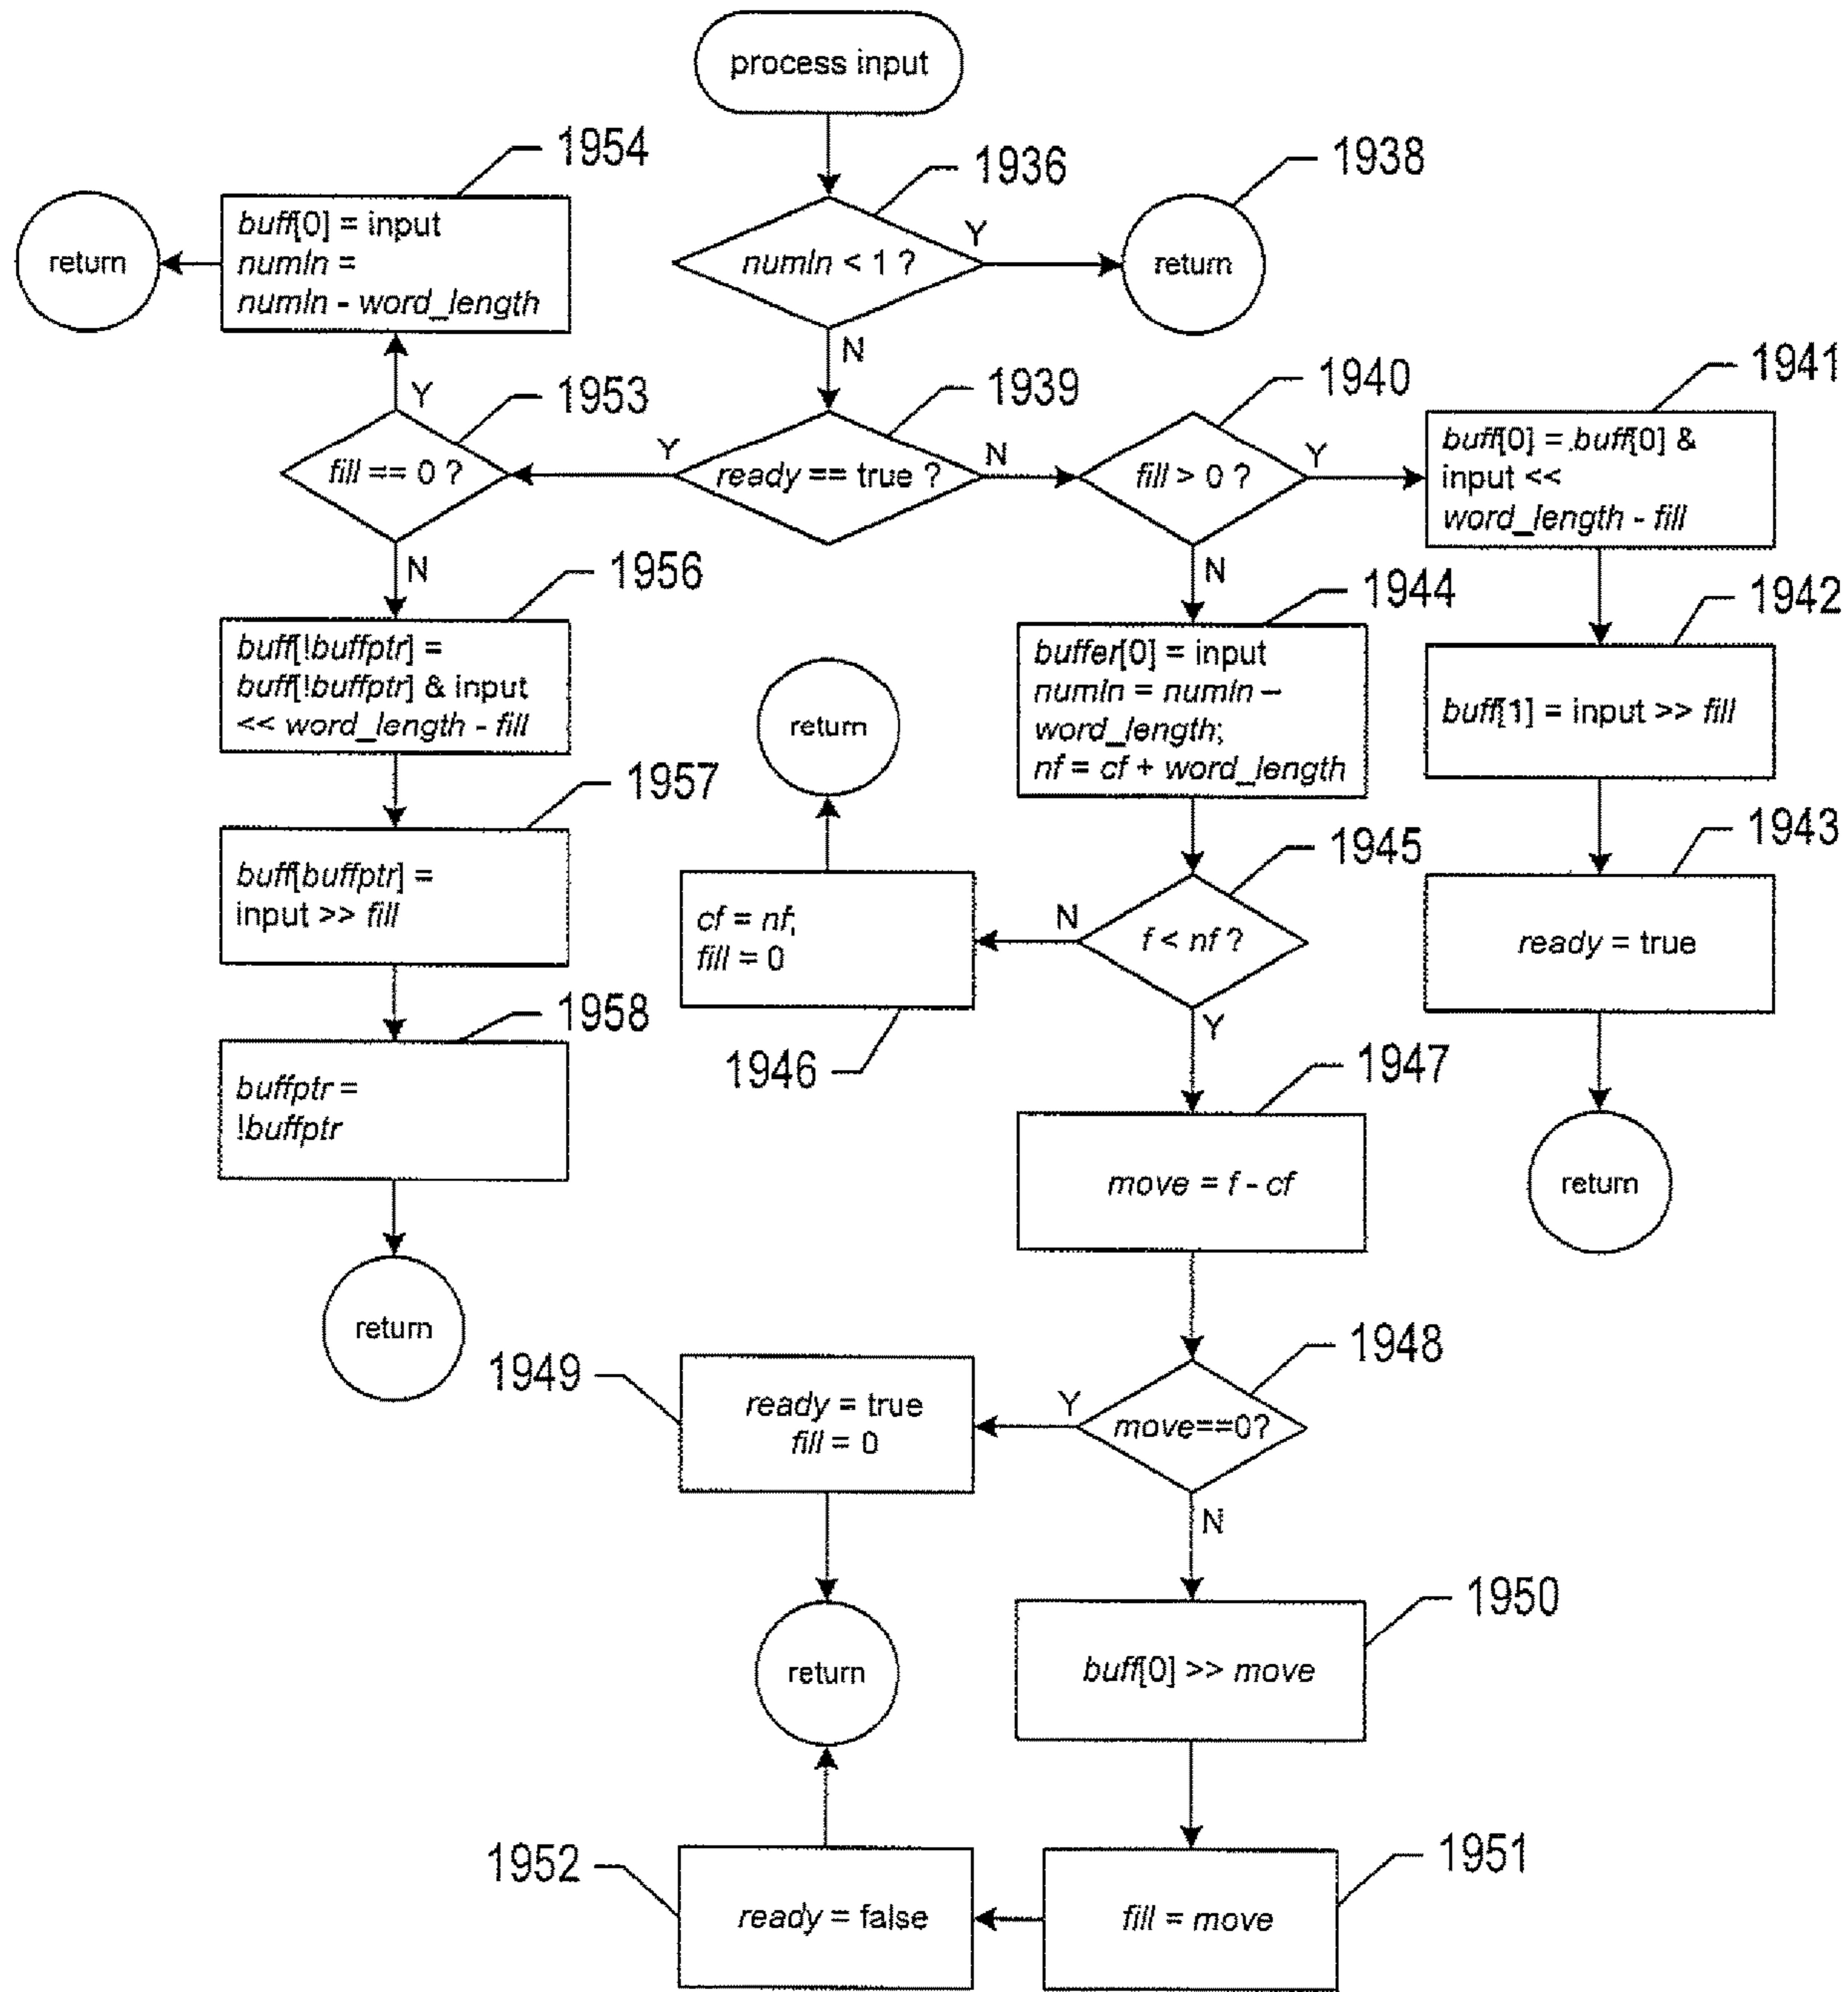 process input
1954
1936
1938
buff[0] = input
numIn =
numIn - word_length
return
numIn < 1 ?
Y
return
N
1953
Y
1939
1940
1941
fill == 0 ?
Y
ready == true ?
N
fill > 0 ?
Y
buff[0] = .buff[0] &
input <<
word_length - fill
N
1956
N
1944
1942
buff[!buffptr] =
buff[!buffptr] & input
<< word_length - fill
return
buffer[0] = input
numIn = numIn –
word_length;
nf = cf + word_length
buff[1] = input >> fill
1957
1945
1943
buff[buffptr] =
input >> fill
cf = nf;
fill = 0
N
f < nf ?
Y
ready = true
1958
1946
1947
buffptr =
!buffptr
move = f - cf
return
return
1948
1949
ready = true
fill = 0
Y
move==0?
N
1950
return
buff[0] >> move
1952
1951
ready = false
fill = move